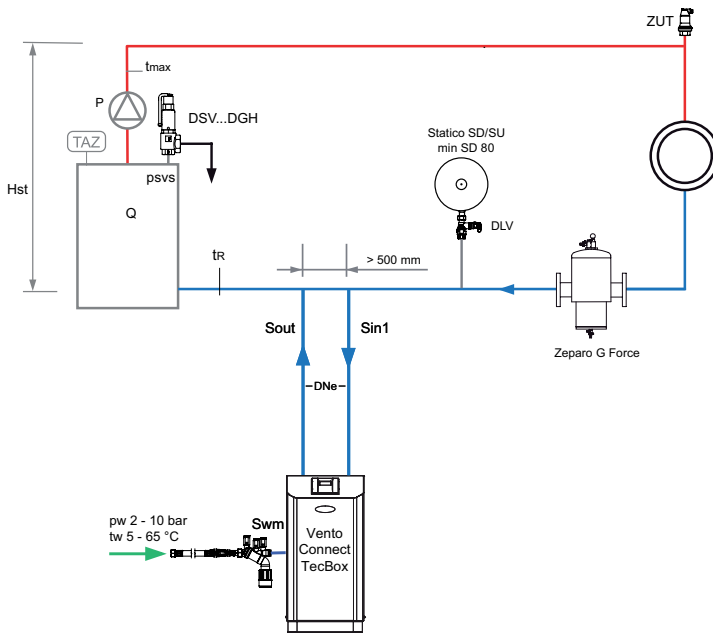 ZUT
tmax
P
DSV...DGH
TAZ
psvs
Hst
Q
Statico SD/SU
min SD 80
DLV
tR
> 500 mm
Sout
Sin1
Zeparo G Force
DNe
pw 2 - 10 bar
tw 5 - 65 °C
Swm
Vento
Connect
TecBox